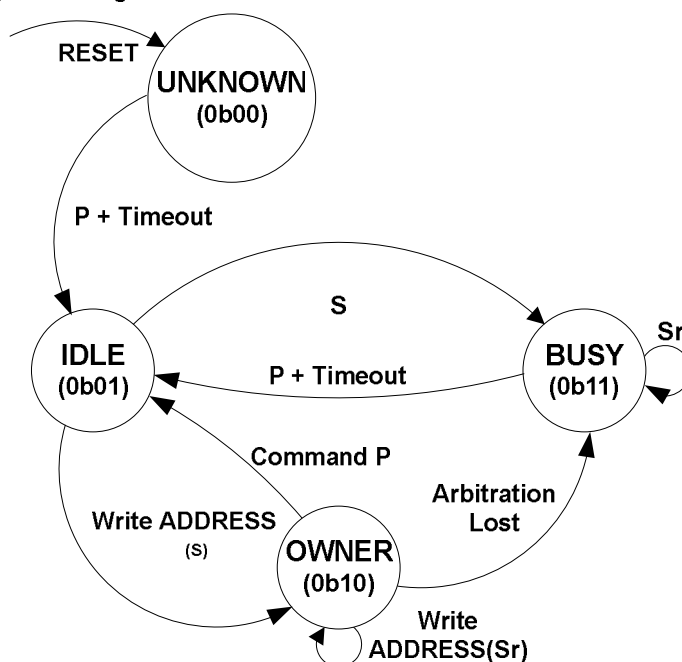 RESET
UNKNOWN
(0b00)
P + Timeout
S
IDLE
(0b01)
BUSY
(0b11)
Sr
P + Timeout
Command P
Arbitration
Lost
Write ADDRESS
(S)
OWNER
(0b10)
Write
ADDRESS(Sr)